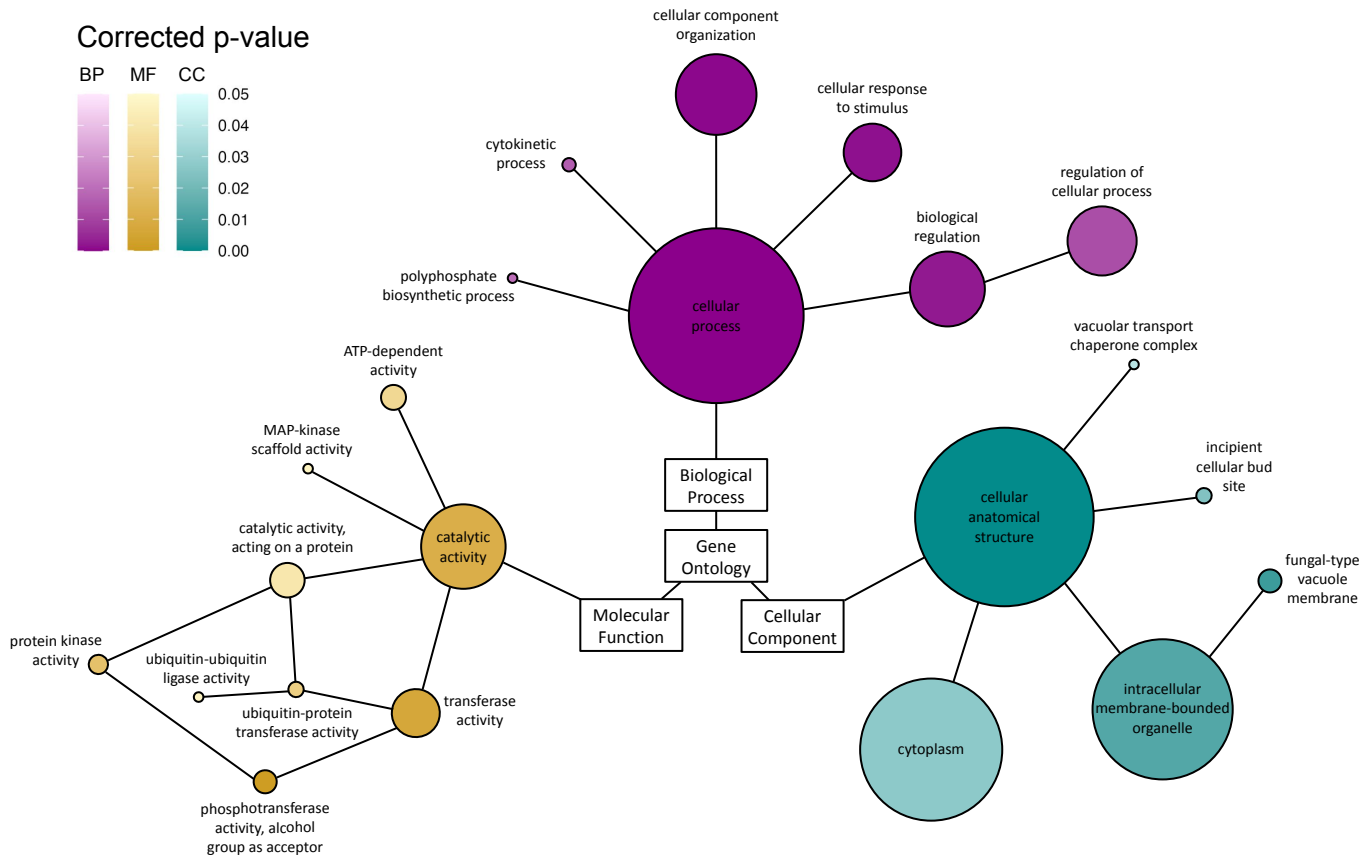 Corrected p-value
BP MF CC
0.05
0.04
0.03
0.02
0.01
0.00
cellular component
organization
cellular response
to stimulus
cytokinetic
process
regulation of
cellular process
biological
regulation
polyphosphate
biosynthetic process
cellular
process
vacuolar transport
chaperone complex
ATP-dependent
activity
MAP-kinase
scaffold activity
incipient
cellular bud
site
Biological
Process
cellular
anatomical
structure
catalytic activity,
acting on a protein
catalytic
activity
Gene
Ontology
fungal-type
vacuole
membrane
Molecular
Function
Cellular
Component
protein kinase
activity
ubiquitin-ubiquitin
ligase activity
ubiquitin-protein
transferase activity
transferase
activity
intracellular
membrane-bounded
organelle
cytoplasm
phosphotransferase
activity, alcohol
group as acceptor